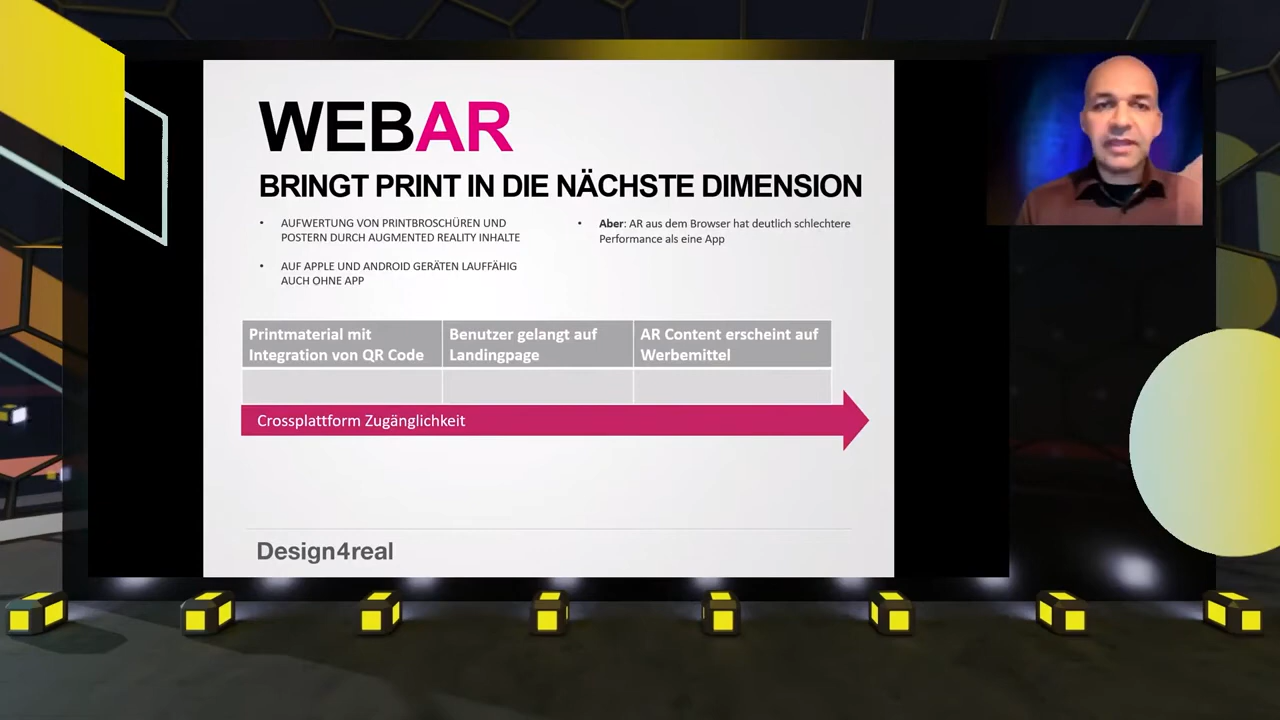 WEBAR
BRINGT PRINT IN DIE NÄCHSTE DIMENSION
• AUFWERTUNG VON PRINTBROSCHÜREN UND
POSTERN DURCH AUGMENTED REALITY INHALTE
• AUF APPLE UND ANDROID GERÄTEN LAUFFÄHIG
AUCH OHNE APP
• Aber: AR aus dem Browser hat deutlich schlechtere
Performance als eine App
Printmaterial mit
Integration von QR Code
Benutzer gelangt auf
Landingpage
AR Content erscheint auf
Werbemittel
Crossplattform Zugänglichkeit
Design4real